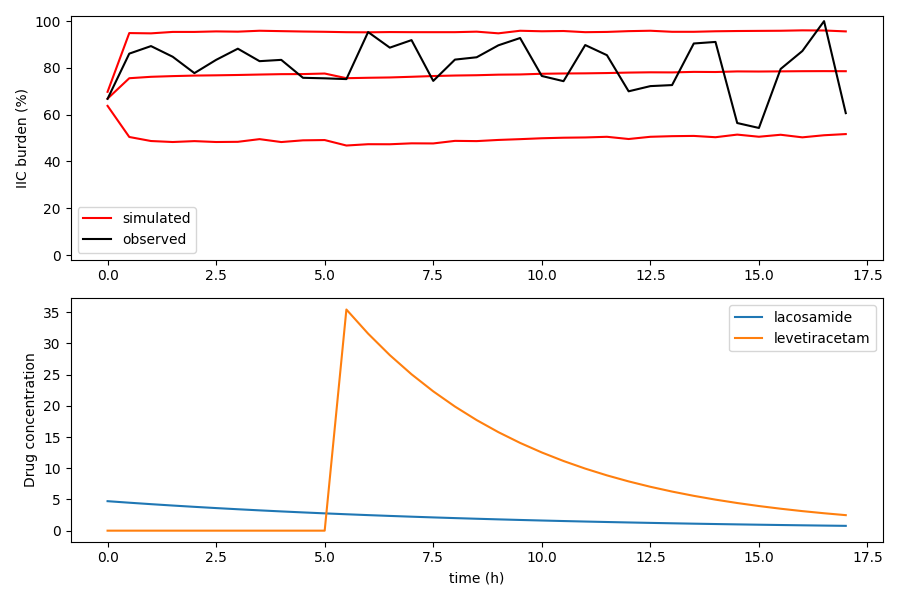 100
80
60
40
20
0
IIC burden (%)
simulated
observed
0.0 2.5 5.0 7.5 10.0 12.5 15.0 17.5
35
30
25
20
15
10
5
0
Drug concentration
lacosamide
levetiracetam
0.0 2.5 5.0 7.5 10.0 12.5 15.0 17.5
time (h)